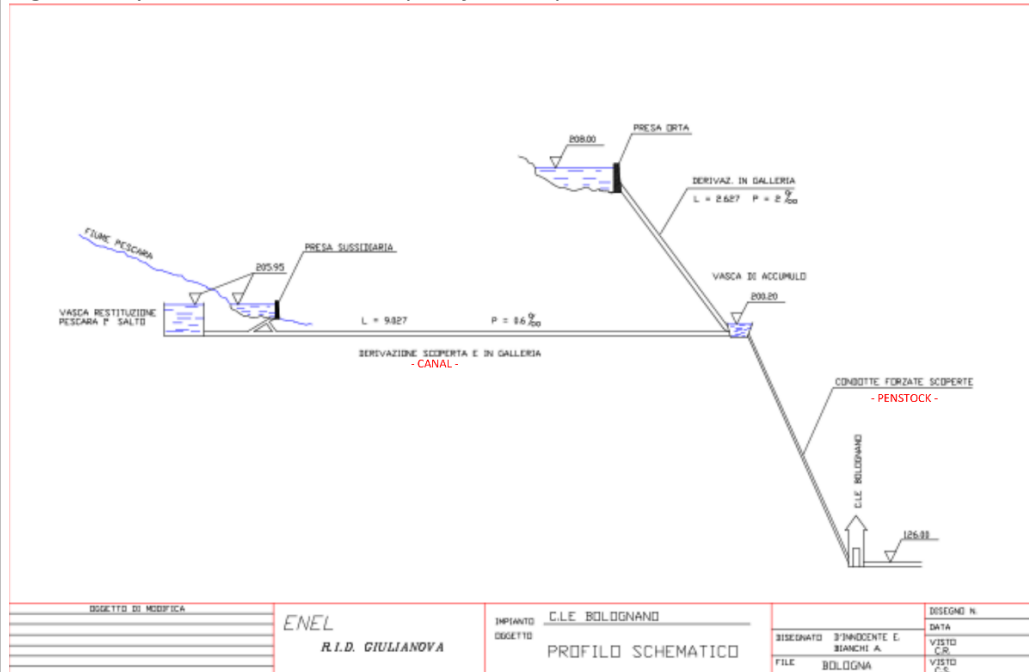 208.00
PRESA ORTA
DERIVAZ. IN GALLERIA
L = 2.627 P = 2 ‰
FIUME PESCARA
PRESA SUSSIDIARIA
205.95
VASCA DI ACCUMULO
200.20
VASCA RESTITUZIONE
PESCARA 1° SALTO
L = 9.027 P = 0.6 ‰
DERIVAZIONE SCOPERTA E IN GALLERIA
- CANAL -
CONDOTTE FORZATE SCOPERTE
- PENSTOCK -
C.LE BOLOGNANO
126.00
OGGETTO DI MODIFICA
ENEL
R.I.D. GIULIANOVA
IMPIANTO C.LE BOLOGNANO
OGGETTO
PROFILO SCHEMATICO
DISEGNATO D'INNOCENTE E.
BIANCHI A.
FILE BOLOGNA
DISEGNO N.
DATA
VISTO
C.R.
VISTO
C.S.